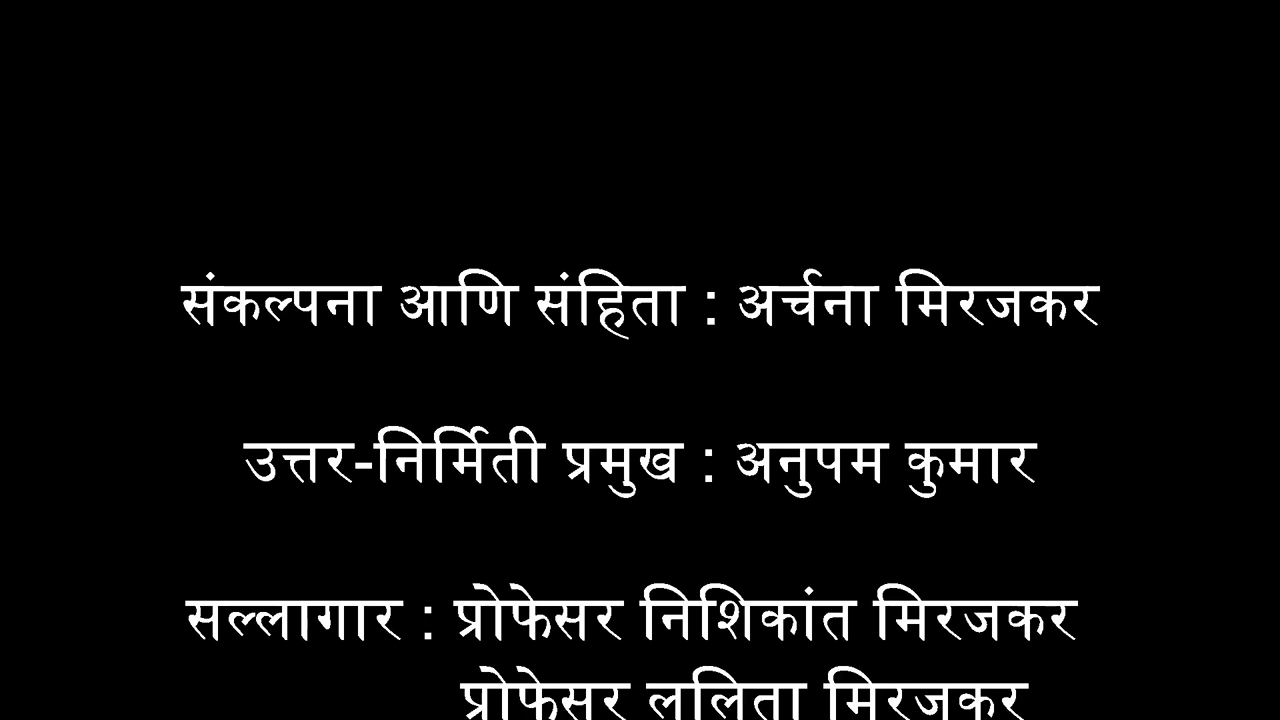 संकल्पना आणि संहिता : अर्चना मिरजकर
उत्तर-निर्मिती प्रमुख : अनुपम कुमार
सल्लागार : प्रोफेसर निशिकांत मिरजकर
प्रोफेसर ललिता मिरजकर